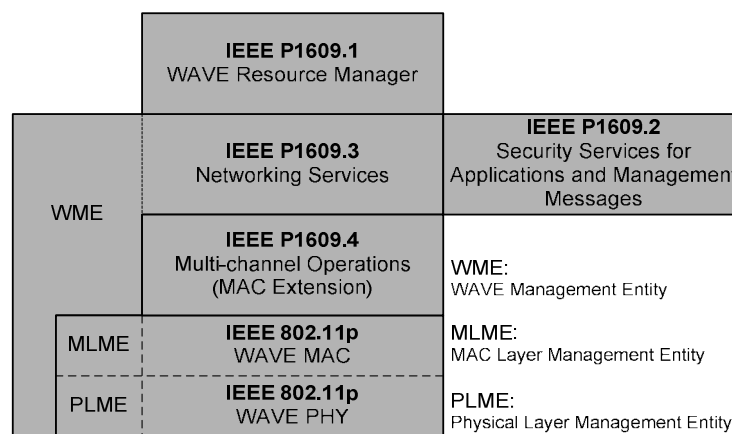 IEEE P1609.1
WAVE Resource Manager
IEEE P1609.2
Security Services for
Applications and Management
Messages
IEEE P1609.3
Networking Services
WME
IEEE P1609.4
Multi-channel Operations
(MAC Extension)
WME:
WAVE Management Entity
MLME
IEEE 802.11p
WAVE MAC
MLME:
MAC Layer Management Entity
PLME
IEEE 802.11p
WAVE PHY
PLME:
Physical Layer Management Entity